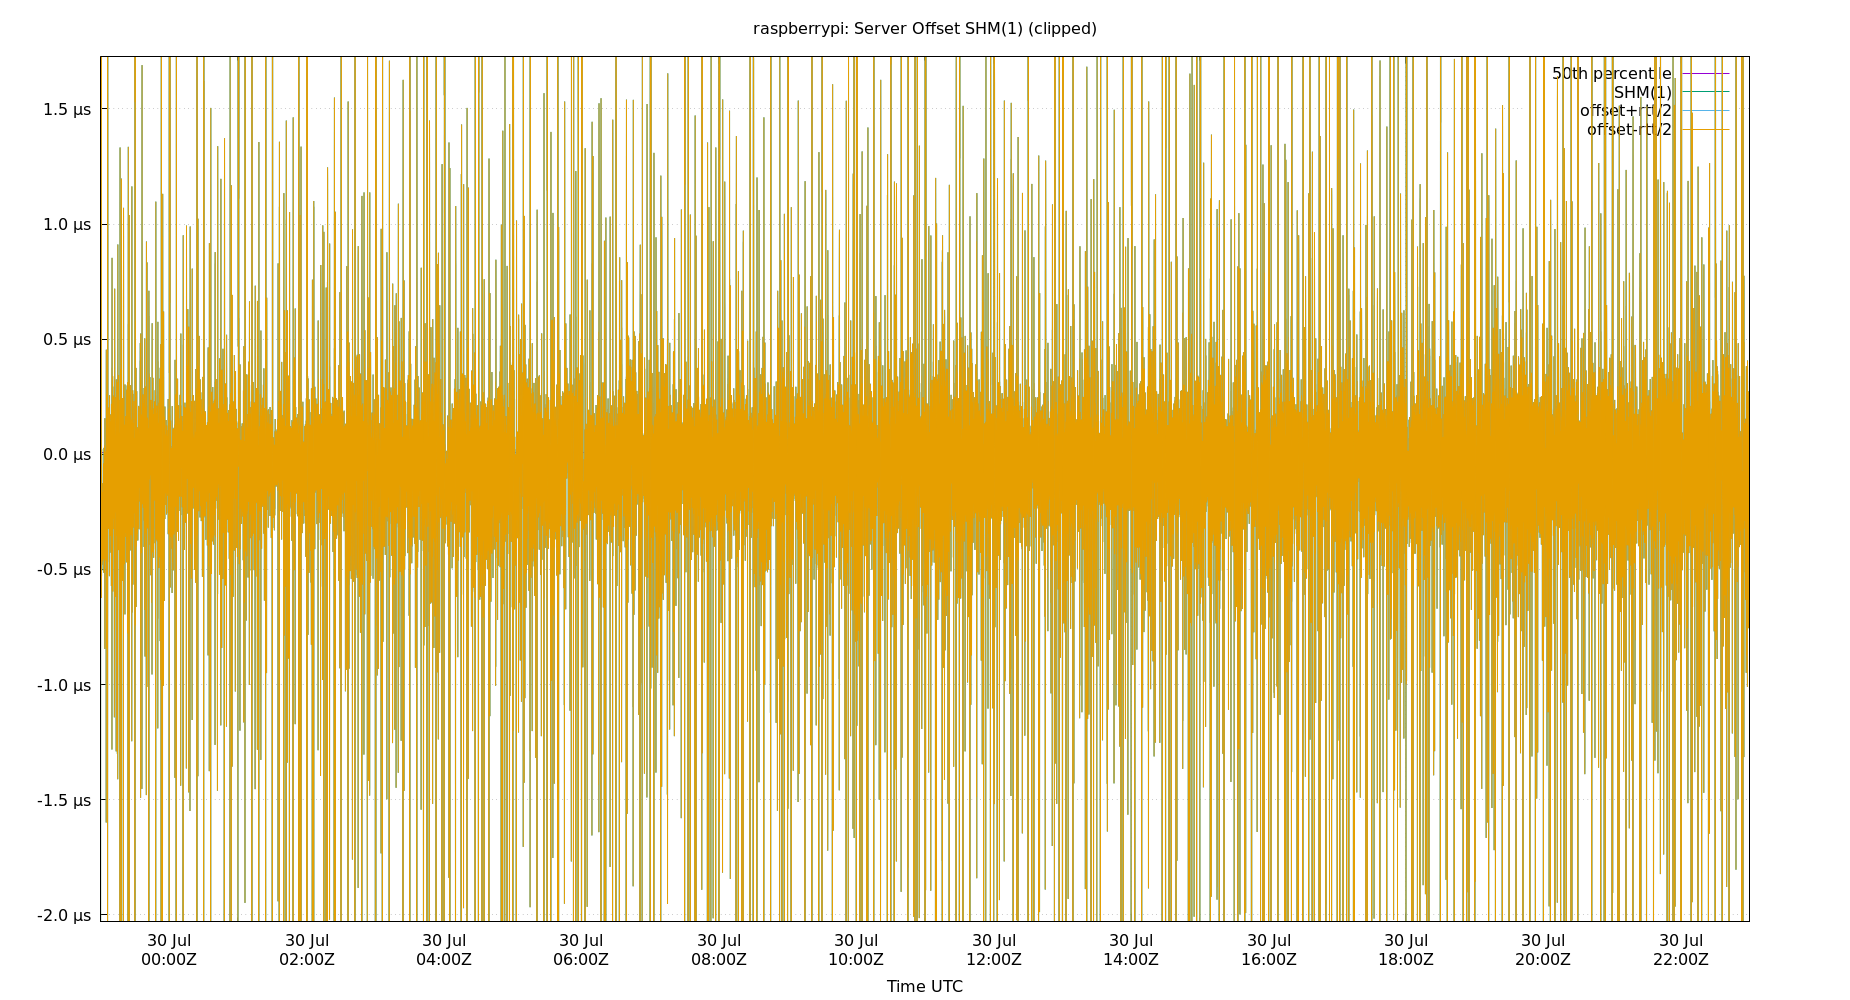 raspberrypi: Server Offset SHM(1) (clipped)
50th percentile
SHM(1)
offset+rtt/2
offset-rtt/2
1.5 µs
1.0 µs
0.5 µs
0.0 µs
-0.5 µs
-1.0 µs
-1.5 µs
-2.0 µs
30 Jul 30 Jul 30 Jul 30 Jul 30 Jul 30 Jul 30 Jul 30 Jul 30 Jul 30 Jul 30 Jul 30 Jul
00:00Z 02:00Z 04:00Z 06:00Z 08:00Z 10:00Z 12:00Z 14:00Z 16:00Z 18:00Z 20:00Z 22:00Z
Time UTC